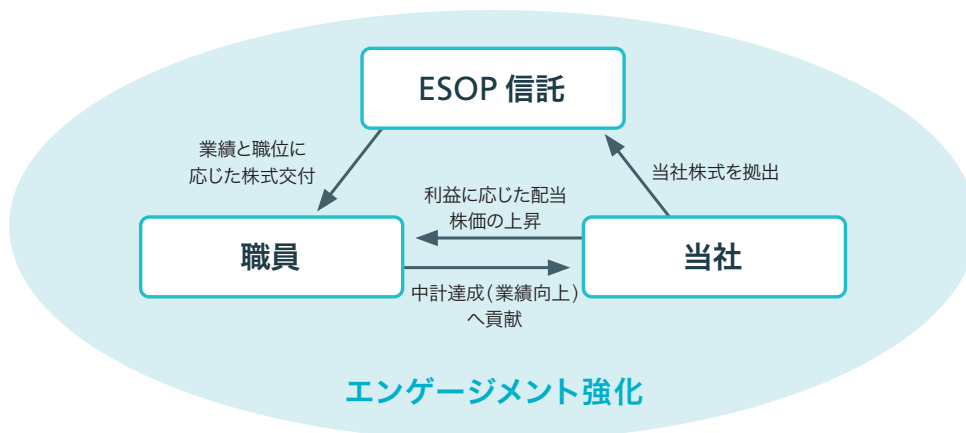 ESOP 信託
業績と職位に
応じた株式交付
当社株式を拠出
利益に応じた配当
株価の上昇
職員
当社
中計達成(業績向上)
へ貢献
エンゲージメント強化